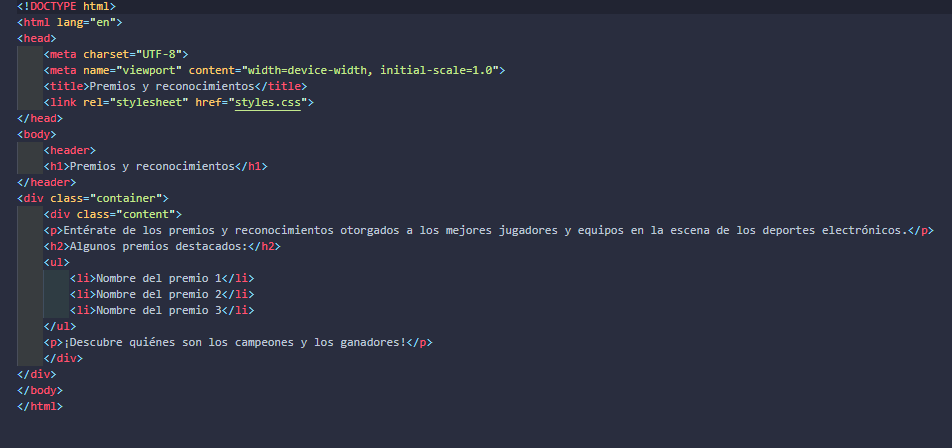 <!DOCTYPE html>
<html lang="en">
<head>
    <meta charset="UTF-8">
    <meta name="viewport" content="width=device-width, initial-scale=1.0">
    <title>Premios y reconocimientos</title>
    <link rel="stylesheet" href="styles.css">
</head>
<body>
    <header>
    <h1>Premios y reconocimientos</h1>
</header>
<div class="container">
    <div class="content">
    <p>Entérate de los premios y reconocimientos otorgados a los mejores jugadores y equipos en la escena de los deportes electrónicos.</p>
    <h2>Algunos premios destacados:</h2>
    <ul>
        <li>Nombre del premio 1</li>
        <li>Nombre del premio 2</li>
        <li>Nombre del premio 3</li>
    </ul>
    <p>¡Descubre quiénes son los campeones y los ganadores!</p>
    </div>
</div>
</body>
</html>